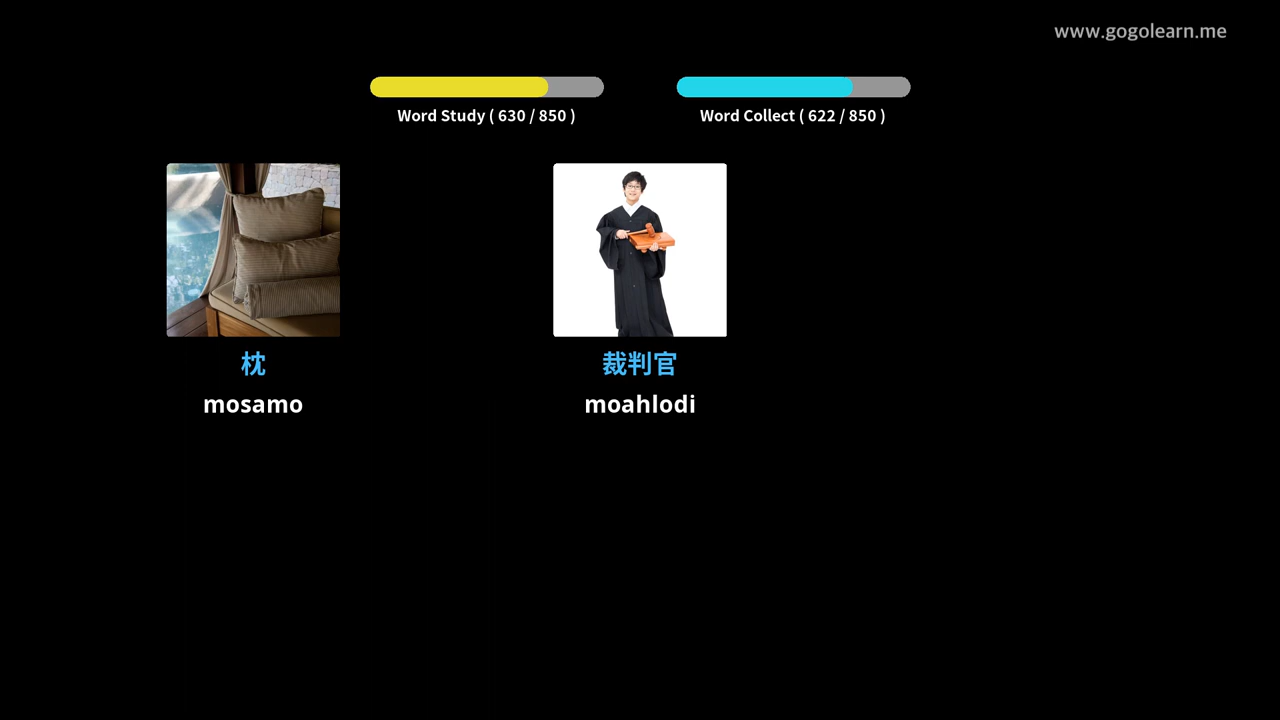 www.gogolearn.me
Word Study ( 630 / 850 )
Word Collect ( 622 / 850 )
枕
mosamo
裁判官
moahlodi